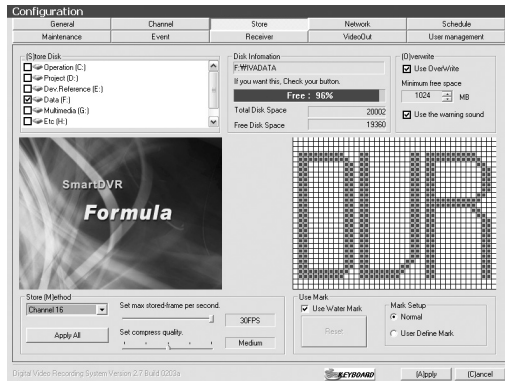 Configuration
General Channel Store Network Schedule
Maintenance Event Receiver VideoOut User management
(S)tore Disk
Operation (C:)
Project (D:)
Dev.Reference (E:)
Data (F:)
Multimedia (G:)
Etc (H:)
Disk Infomation
F:₩IVADATA
If you want this, Check your button.
Free : 96%
Total Disk Space 20002
Free Disk Space 19360
(O)verwrite
Use OverWrite
Minimum free space
1024 MB
Use the warning sound
SmartDVR
Formula
DVR
Store (M)ethod
Channel 16
Apply All
Set max stored-frame per second.
30FPS
Set compress quality.
Medium
Use Mark
Use Water Mark
Reset
Mark Setup
Normal
User Define Mark
Digital Video Recording System Version 2.7 Build 0203a
KEYBOARD
(A)pply
(C)ancel